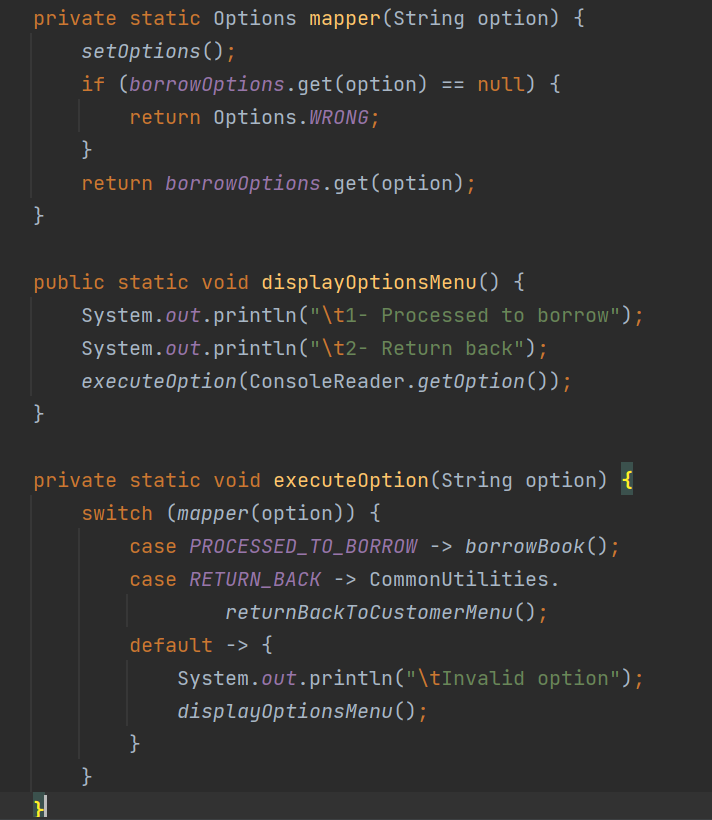 private static Options mapper(String option) {
    setOptions();
    if (borrowOptions.get(option) == null) {
        return Options.WRONG;
    }
    return borrowOptions.get(option);
}

public static void displayOptionsMenu() {
    System.out.println("\t1- Processed to borrow");
    System.out.println("\t2- Return back");
    executeOption(ConsoleReader.getOption());
}

private static void executeOption(String option) {
    switch (mapper(option)) {
        case PROCESSED_TO_BORROW -> borrowBook();
        case RETURN_BACK -> CommonUtilities.
                returnBackToCustomerMenu();
        default -> {
            System.out.println("\tInvalid option");
            displayOptionsMenu();
        }
    }
}